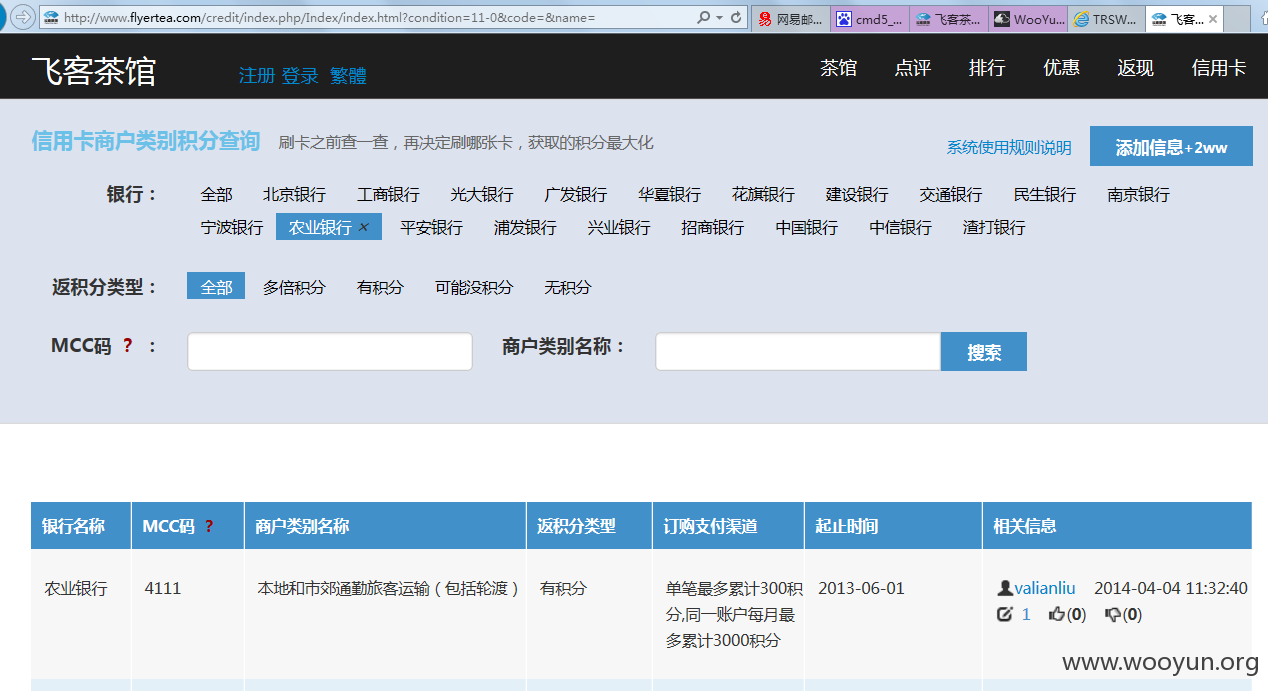 http://www.flyertea.com/credit/index.php/Index/index.html?condition=11-0&code=&name=
网易邮... cmd5_... 飞客茶... WooYu... TRSW... 飞客...
飞客茶馆 注册 登录 繁體 茶馆 点评 排行 优惠 返现 信用卡
信用卡商户类别积分查询 刷卡之前查一查，再决定刷哪张卡，获取的积分最大化 系统使用规则说明 添加信息+2ww
银行： 全部 北京银行 工商银行 光大银行 广发银行 华夏银行 花旗银行 建设银行 交通银行 民生银行 南京银行
宁波银行 农业银行 × 平安银行 浦发银行 兴业银行 招商银行 中国银行 中信银行 渣打银行
返积分类型： 全部 多倍积分 有积分 可能没积分 无积分
MCC码 ？： 商户类别名称： 搜索
银行名称 MCC码 ？ 商户类别名称 返积分类型 订购支付渠道 起止时间 相关信息
农业银行 4111 本地和市郊通勤旅客运输（包括轮渡） 有积分 单笔最多累计300积 2013-06-01 valianliu 2014-04-04 11:32:40
分,同一账户每月最 1 (0) (0)
多累计3000积分
www.wooyun.org